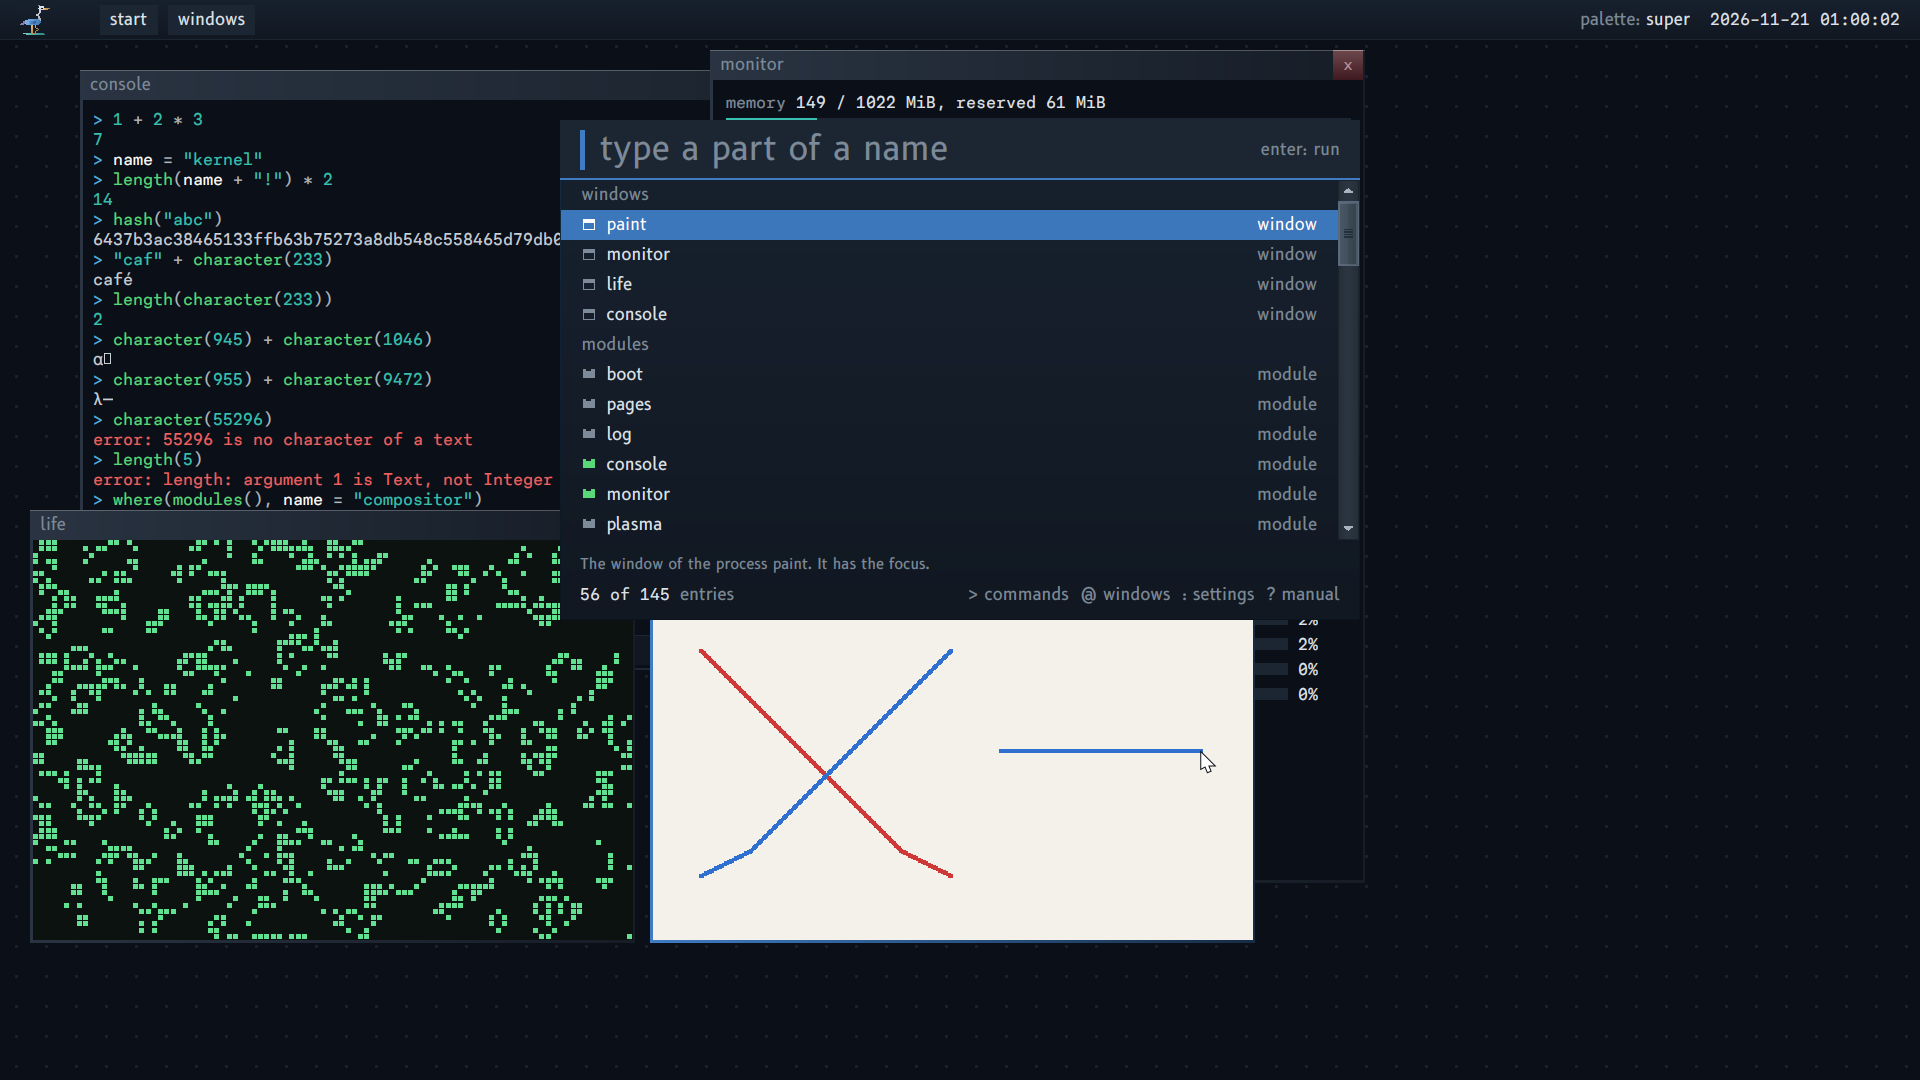 start windows palette: super 2026-11-21 01:00:02
console
> 1 + 2 * 3
7
> name = "kernel"
> length(name + "!") * 2
14
> hash("abc")
6437b3ac38465133ffb63b75273a8db548c558465d79db0
> "caf" + character(233)
café
> length(character(233))
2
> character(945) + character(1046)
α▯
> character(955) + character(9472)
λ─
> character(55296)
error: 55296 is no character of a text
> length(5)
error: length: argument 1 is Text, not Integer
> where(modules(), name = "compositor")
monitor x
memory 149 / 1022 MiB, reserved 61 MiB
type a part of a name enter: run
windows
paint window
monitor window
life window
console window
modules
boot module
pages module
log module
console module
monitor module
plasma module
The window of the process paint. It has the focus.
56 of 145 entries > commands @ windows : settings ? manual
life
2%
2%
0%
0%